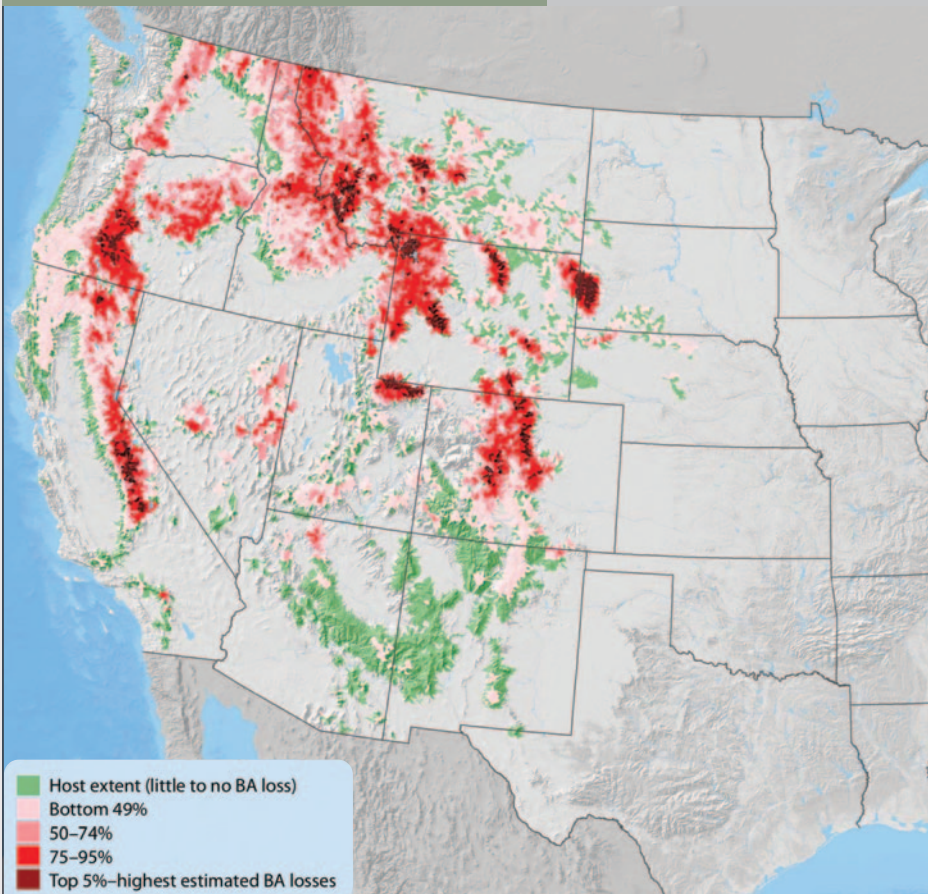 Host extent (little to no BA loss)
Bottom 49%
50–74%
75–95%
Top 5%–highest estimated BA losses